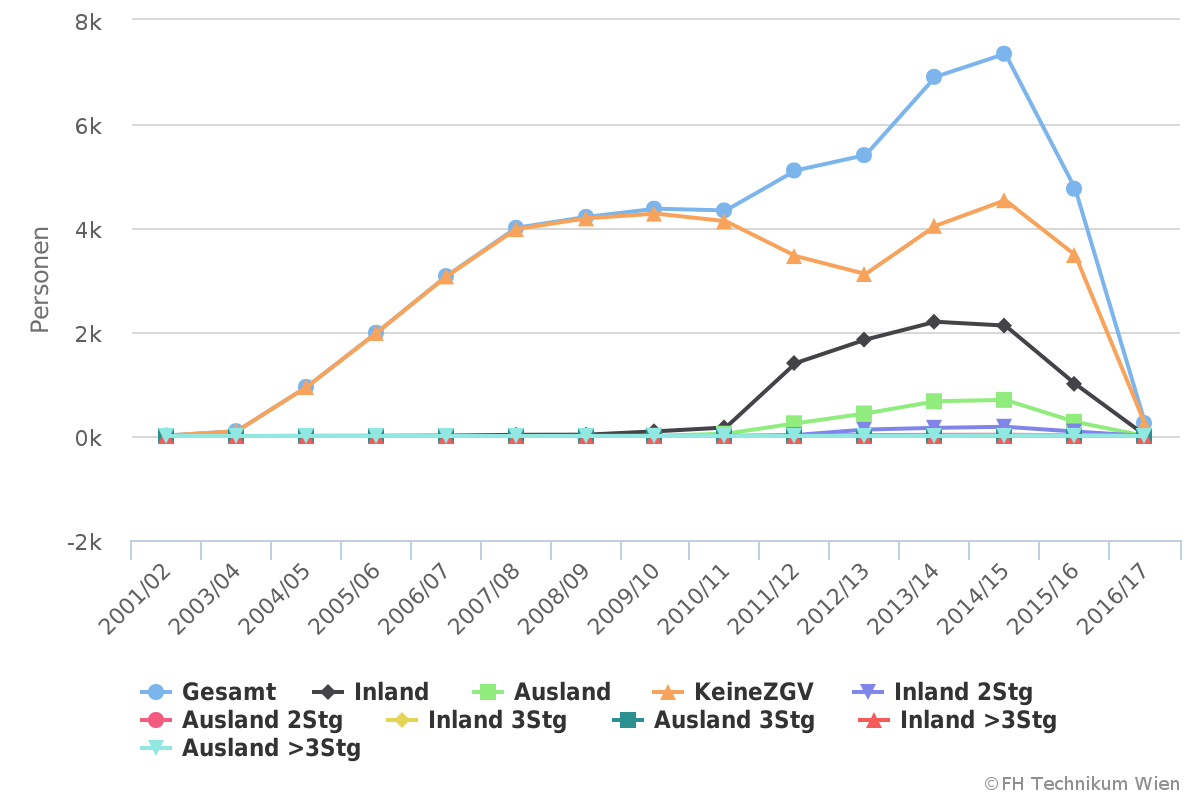 8k
6k
4k
2k
0k
-2k
Personen
2001/02 2003/04 2004/05 2005/06 2006/07 2007/08 2008/09 2009/10 2010/11 2011/12 2012/13 2013/14 2014/15 2015/16 2016/17
Gesamt Inland Ausland KeineZGV Inland 2Stg
Ausland 2Stg Inland 3Stg Ausland 3Stg Inland >3Stg
Ausland >3Stg
©FH Technikum Wien